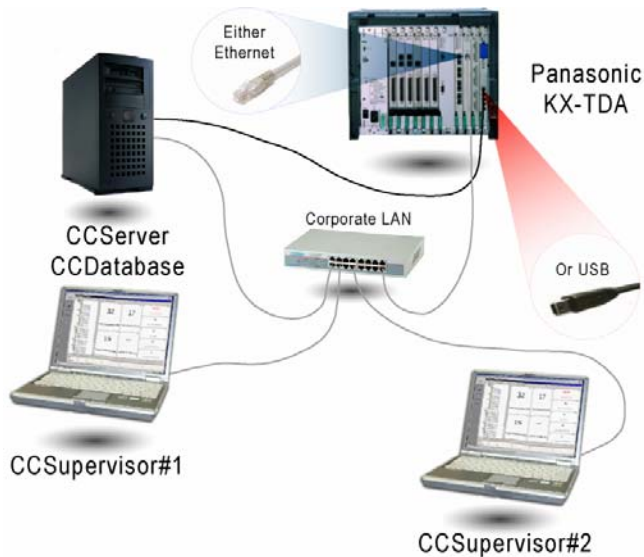 Either
Ethernet
Panasonic
KX-TDA
Corporate LAN
CCServer
CCDatabase
Or USB
CCSupervisor#1
CCSupervisor#2